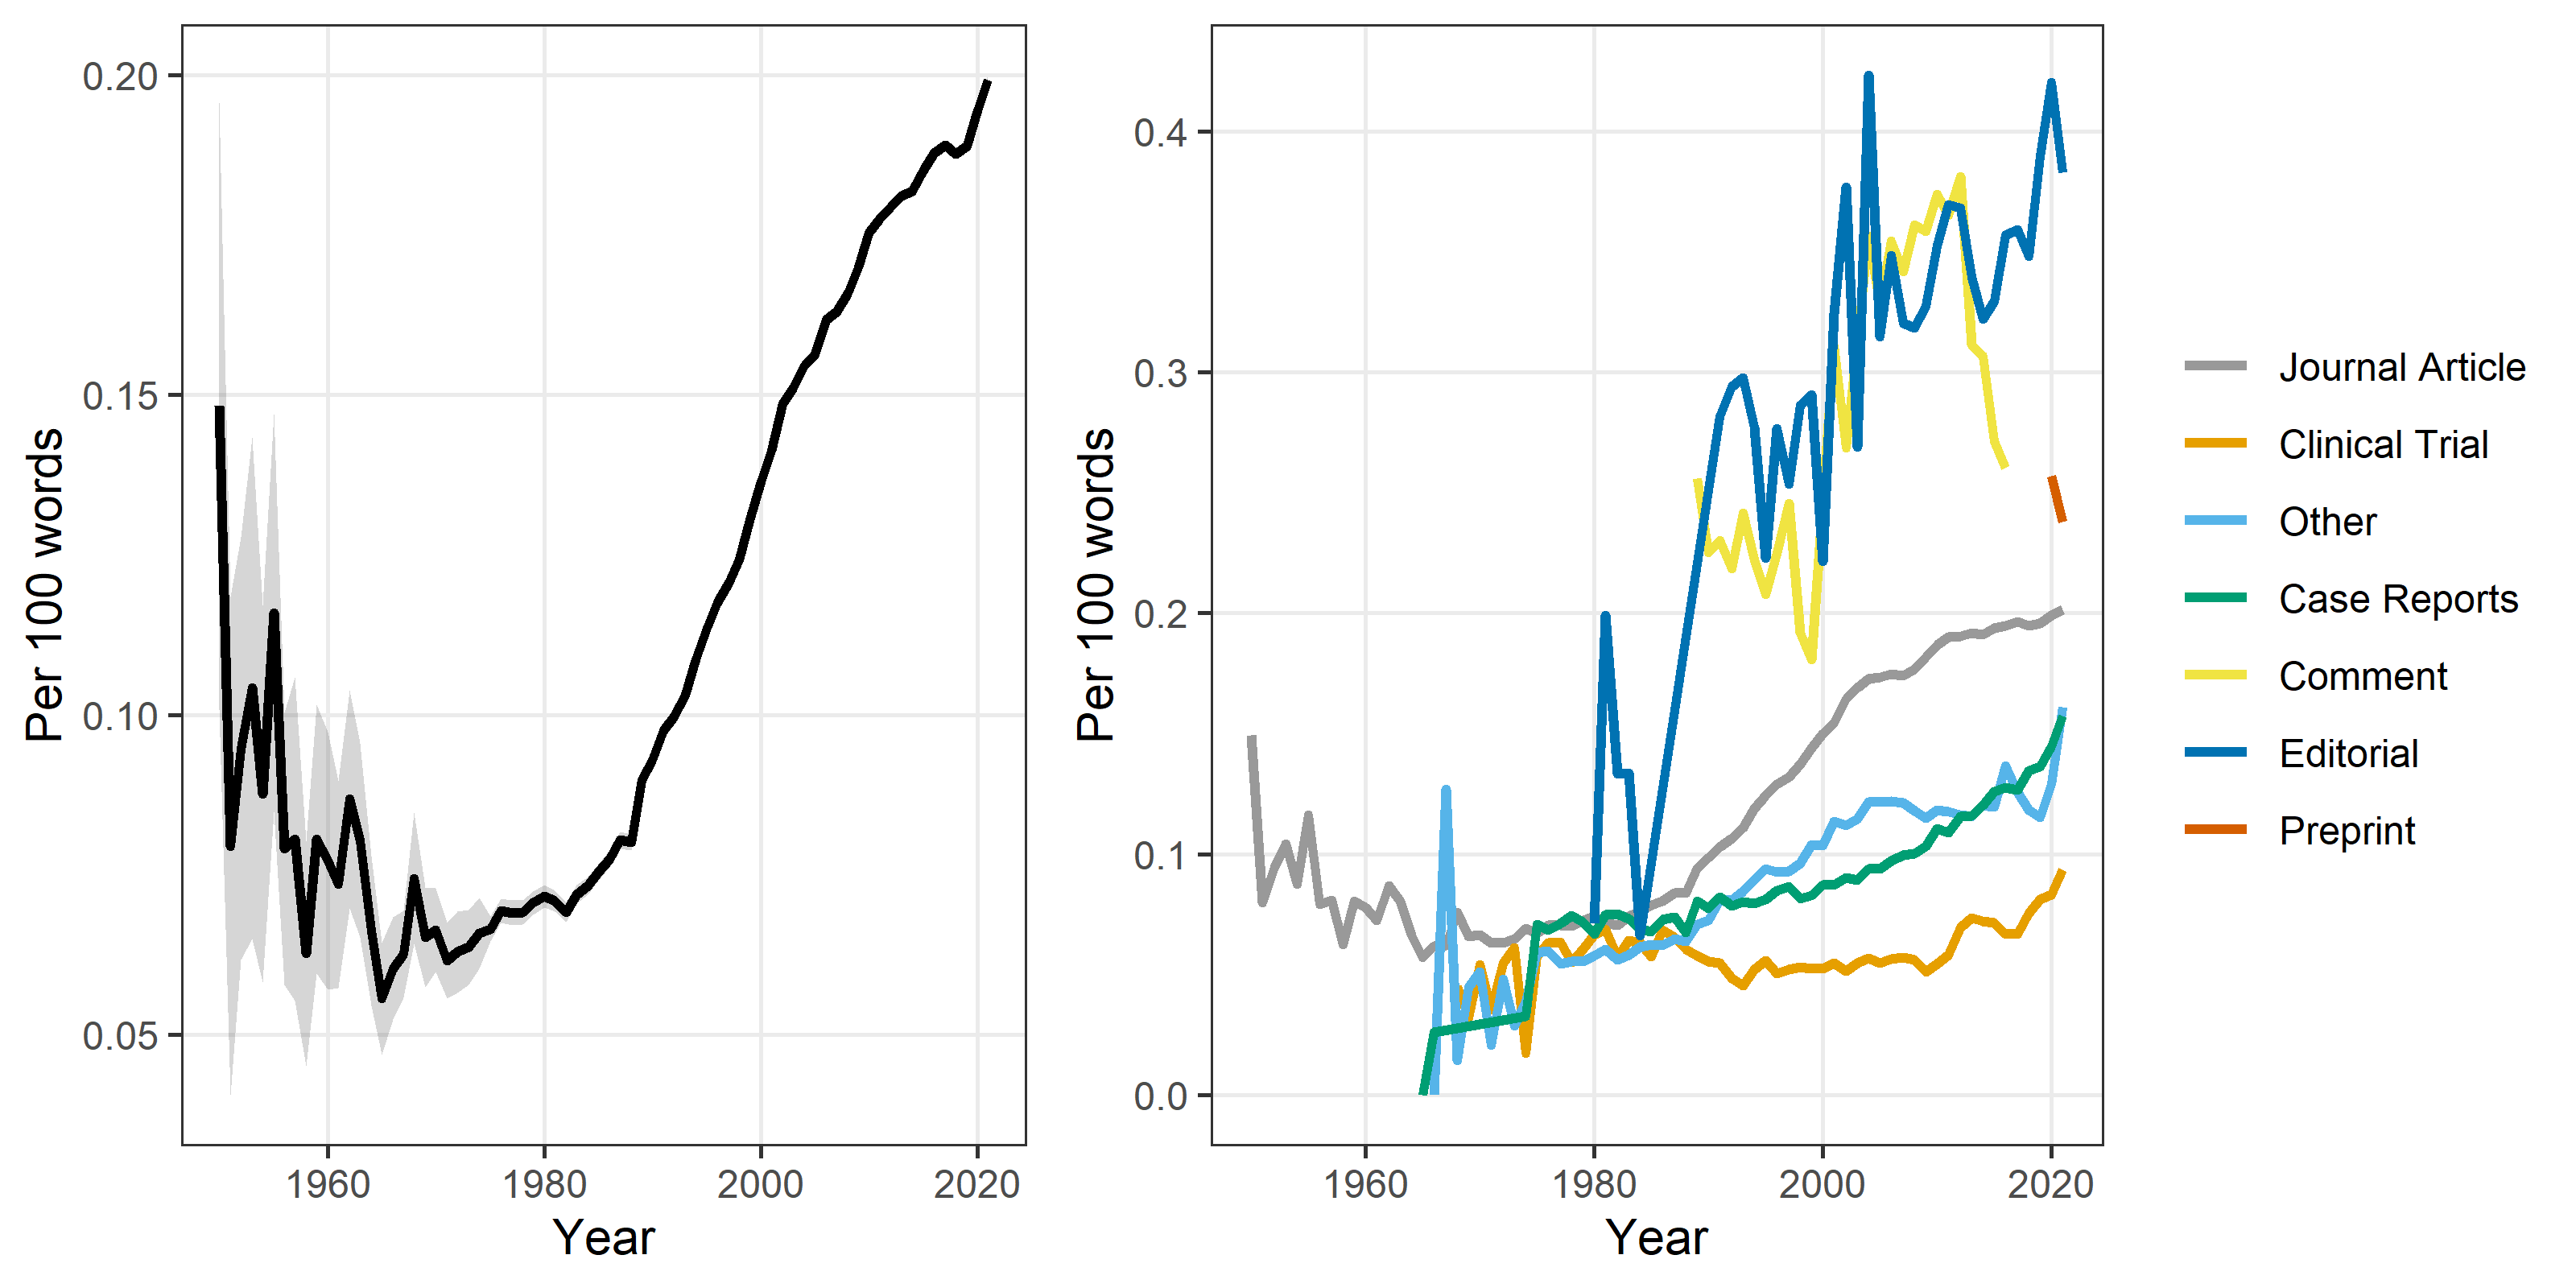 Per 100 words
0.20
0.15
0.10
0.05
1960 1980 2000 2020
Year
Per 100 words
0.4
0.3
0.2
0.1
0.0
1960 1980 2000 2020
Year
Journal Article
Clinical Trial
Other
Case Reports
Comment
Editorial
Preprint